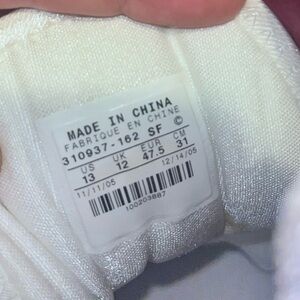 MADE IN CHINA
FABRIQUE EN CHINE
310937-162 SF ©
US UK EUR CM
13 12 47.5 31
11/11/05 12/14/05
100203887